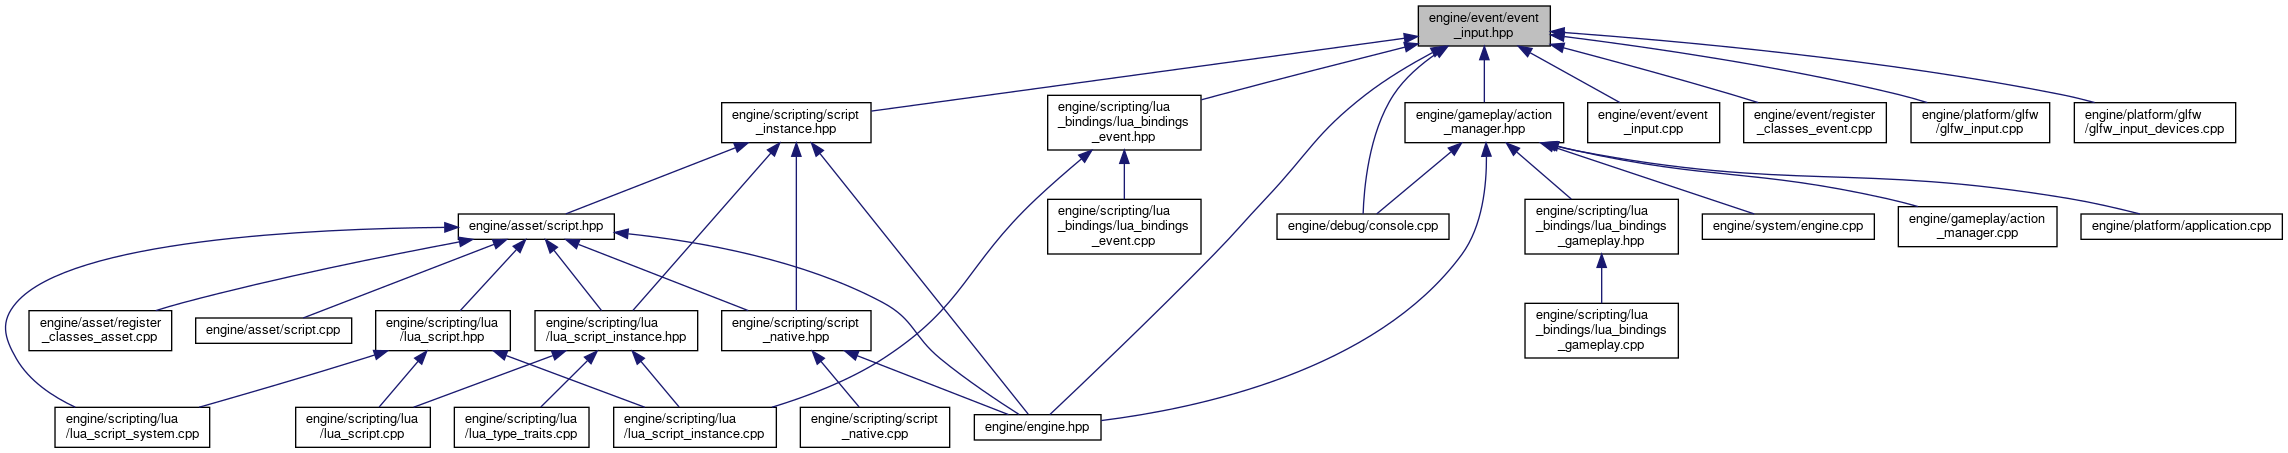 engine/event/event
_input.hpp
engine/scripting/script
_instance.hpp
engine/scripting/lua
_bindings/lua_bindings
_event.hpp
engine/gameplay/action
_manager.hpp
engine/event/event
_input.cpp
engine/event/register
_classes_event.cpp
engine/platform/glfw
/glfw_input.cpp
engine/platform/glfw
/glfw_input_devices.cpp
engine/asset/script.hpp
engine/scripting/lua
_bindings/lua_bindings
_event.cpp
engine/debug/console.cpp
engine/scripting/lua
_bindings/lua_bindings
_gameplay.hpp
engine/system/engine.cpp
engine/gameplay/action
_manager.cpp
engine/platform/application.cpp
engine/asset/register
_classes_asset.cpp
engine/asset/script.cpp
engine/scripting/lua
/lua_script.hpp
engine/scripting/lua
/lua_script_instance.hpp
engine/scripting/script
_native.hpp
engine/scripting/lua
_bindings/lua_bindings
_gameplay.cpp
engine/scripting/lua
/lua_script_system.cpp
engine/scripting/lua
/lua_script.cpp
engine/scripting/lua
/lua_type_traits.cpp
engine/scripting/lua
/lua_script_instance.cpp
engine/scripting/script
_native.cpp
engine/engine.hpp